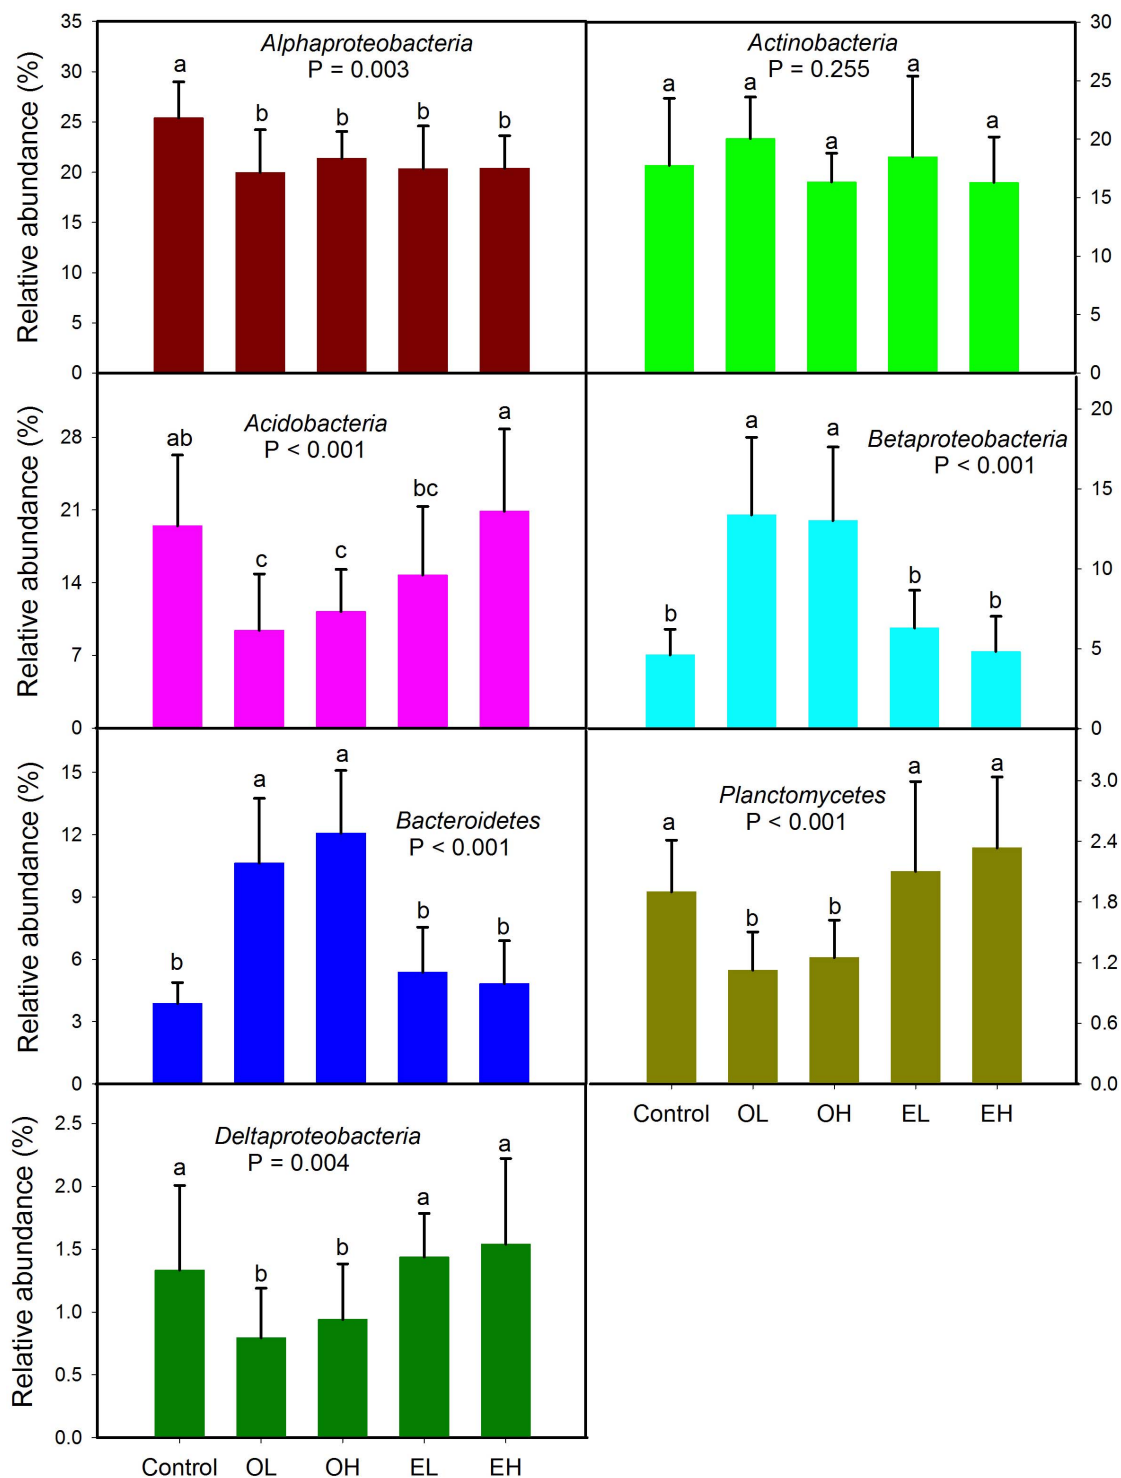 Relative abundance (%)
35
30
25
20
15
10
5
0
Alphaproteobacteria
P = 0.003
a
b
b
b
b
Actinobacteria
P = 0.255
a
a
a
a
a
30
25
20
15
10
5
0
Relative abundance (%)
28
21
14
7
0
Acidobacteria
P < 0.001
ab
c
c
bc
a
Betaproteobacteria
P < 0.001
b
a
a
b
b
20
15
10
5
0
Relative abundance (%)
15
12
9
6
3
0
Bacteroidetes
P < 0.001
b
a
a
b
b
Planctomycetes
P < 0.001
a
b
b
a
a
3.0
2.4
1.8
1.2
0.6
0.0
Control OL OH EL EH
Relative abundance (%)
2.5
2.0
1.5
1.0
0.5
0.0
Deltaproteobacteria
P = 0.004
a
b
b
a
a
Control OL OH EL EH